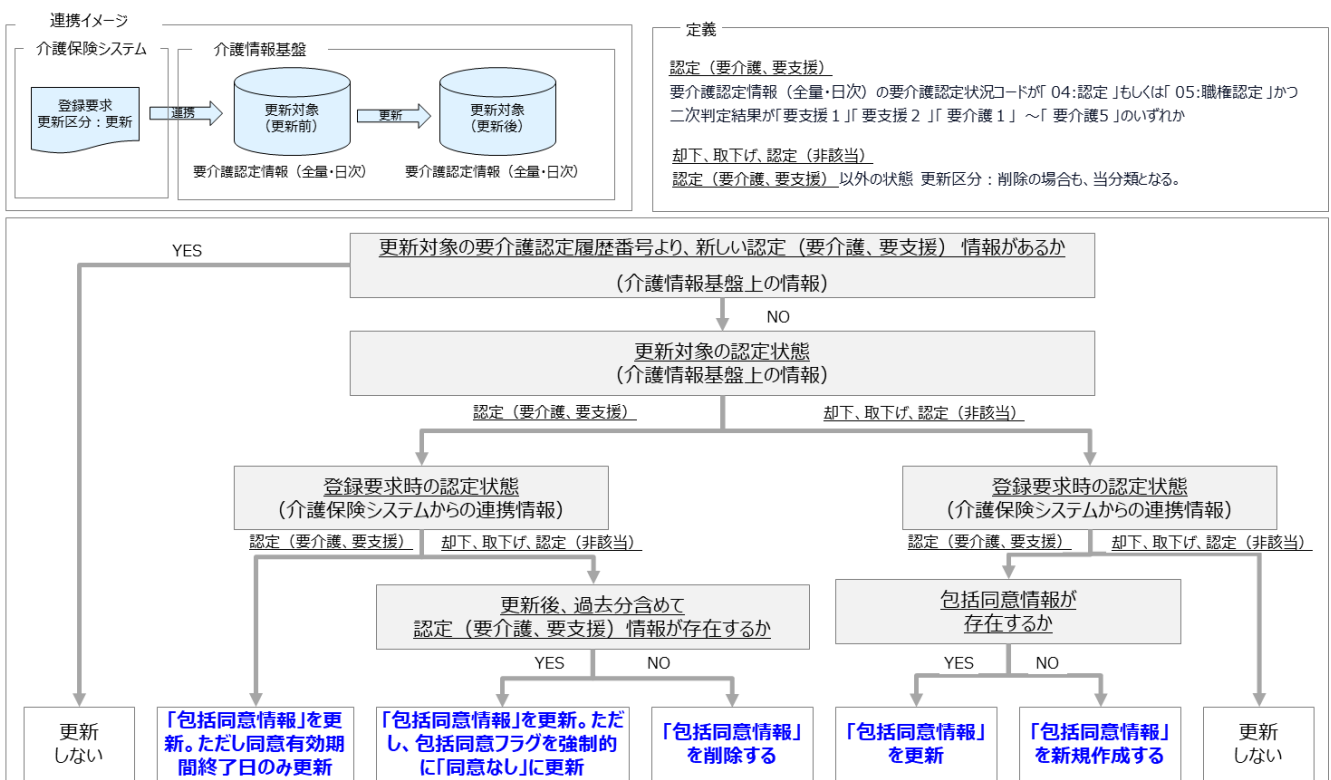 連携イメージ
介護保険システム
登録要求
更新区分：更新
連携
介護情報基盤
更新対象
（更新前）
更新
更新対象
（更新後）
要介護認定情報（全量・日次）
要介護認定情報（全量・日次）
定義
認定（要介護、要支援）
要介護認定情報（全量・日次）の要介護認定状況コードが「 04:認定 」もしくは「 05:職権認定 」かつ
二次判定結果が「要支援１」「 要支援２ 」「 要介護１ 」 ～「 要介護５ 」のいずれか
却下、取下げ、認定（非該当）
認定（要介護、要支援）以外の状態 更新区分：削除の場合も、当分類となる。
更新対象の要介護認定履歴番号より、新しい認定（要介護、要支援） 情報があるか
（介護情報基盤上の情報）
YES
NO
更新対象の認定状態
（介護情報基盤上の情報）
認定（要介護、要支援）
却下、取下げ、認定（非該当）
登録要求時の認定状態
（介護保険システムからの連携情報）
登録要求時の認定状態
（介護保険システムからの連携情報）
認定（要介護、要支援）
却下、取下げ、認定（非該当）
認定（要介護、要支援）
却下、取下げ、認定（非該当）
更新後、過去分含めて
認定（要介護、要支援）情報が存在するか
包括同意情報が
存在するか
YES
NO
YES
NO
更新
しない
「包括同意情報」を更
新。ただし同意有効期
間終了日のみ更新
「包括同意情報」を更新。ただ
し、包括同意フラグを強制的
に「同意なし」に更新
「包括同意情報」
を削除する
「包括同意情報」
を更新
「包括同意情報」
を新規作成する
更新
しない